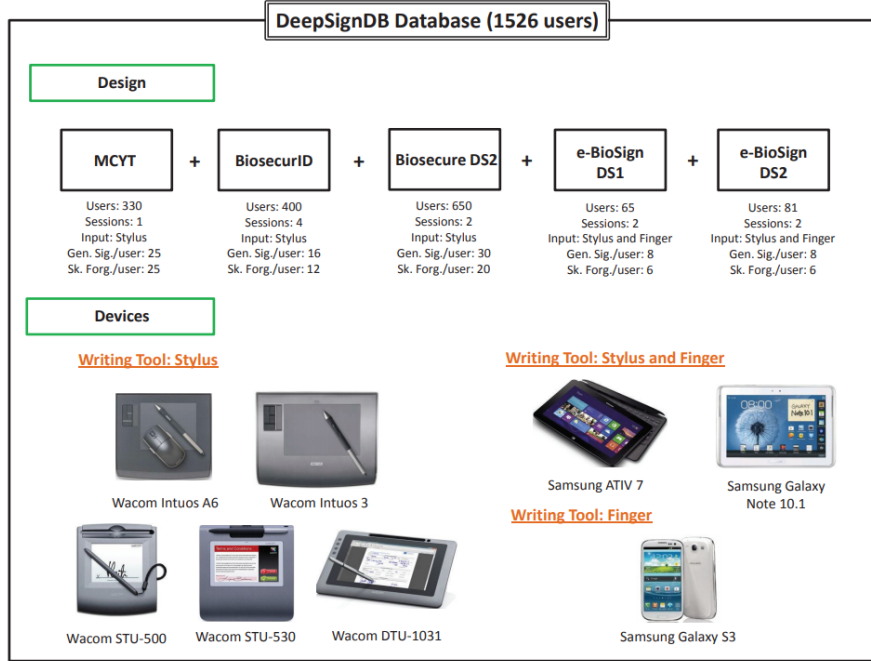 DeepSignDB Database (1526 users)
Design
MCYT + BiosecurID + Biosecure DS2 + e-BioSign DS1 + e-BioSign DS2
Users: 330
Sessions: 1
Input: Stylus
Gen. Sig./user: 25
Sk. Forg./user: 25
Users: 400
Sessions: 4
Input: Stylus
Gen. Sig./user: 16
Sk. Forg./user: 12
Users: 650
Sessions: 2
Input: Stylus
Gen. Sig./user: 30
Sk. Forg./user: 20
Users: 65
Sessions: 2
Input: Stylus and Finger
Gen. Sig./user: 8
Sk. Forg./user: 6
Users: 81
Sessions: 2
Input: Stylus and Finger
Gen. Sig./user: 8
Sk. Forg./user: 6
Devices
Writing Tool: Stylus
Wacom Intuos A6
Wacom Intuos 3
Wacom STU-500
Wacom STU-530
Wacom DTU-1031
Writing Tool: Stylus and Finger
Samsung ATIV 7
08:00
GALAXY
Note 10.1
Samsung Galaxy
Note 10.1
Writing Tool: Finger
Samsung Galaxy S3